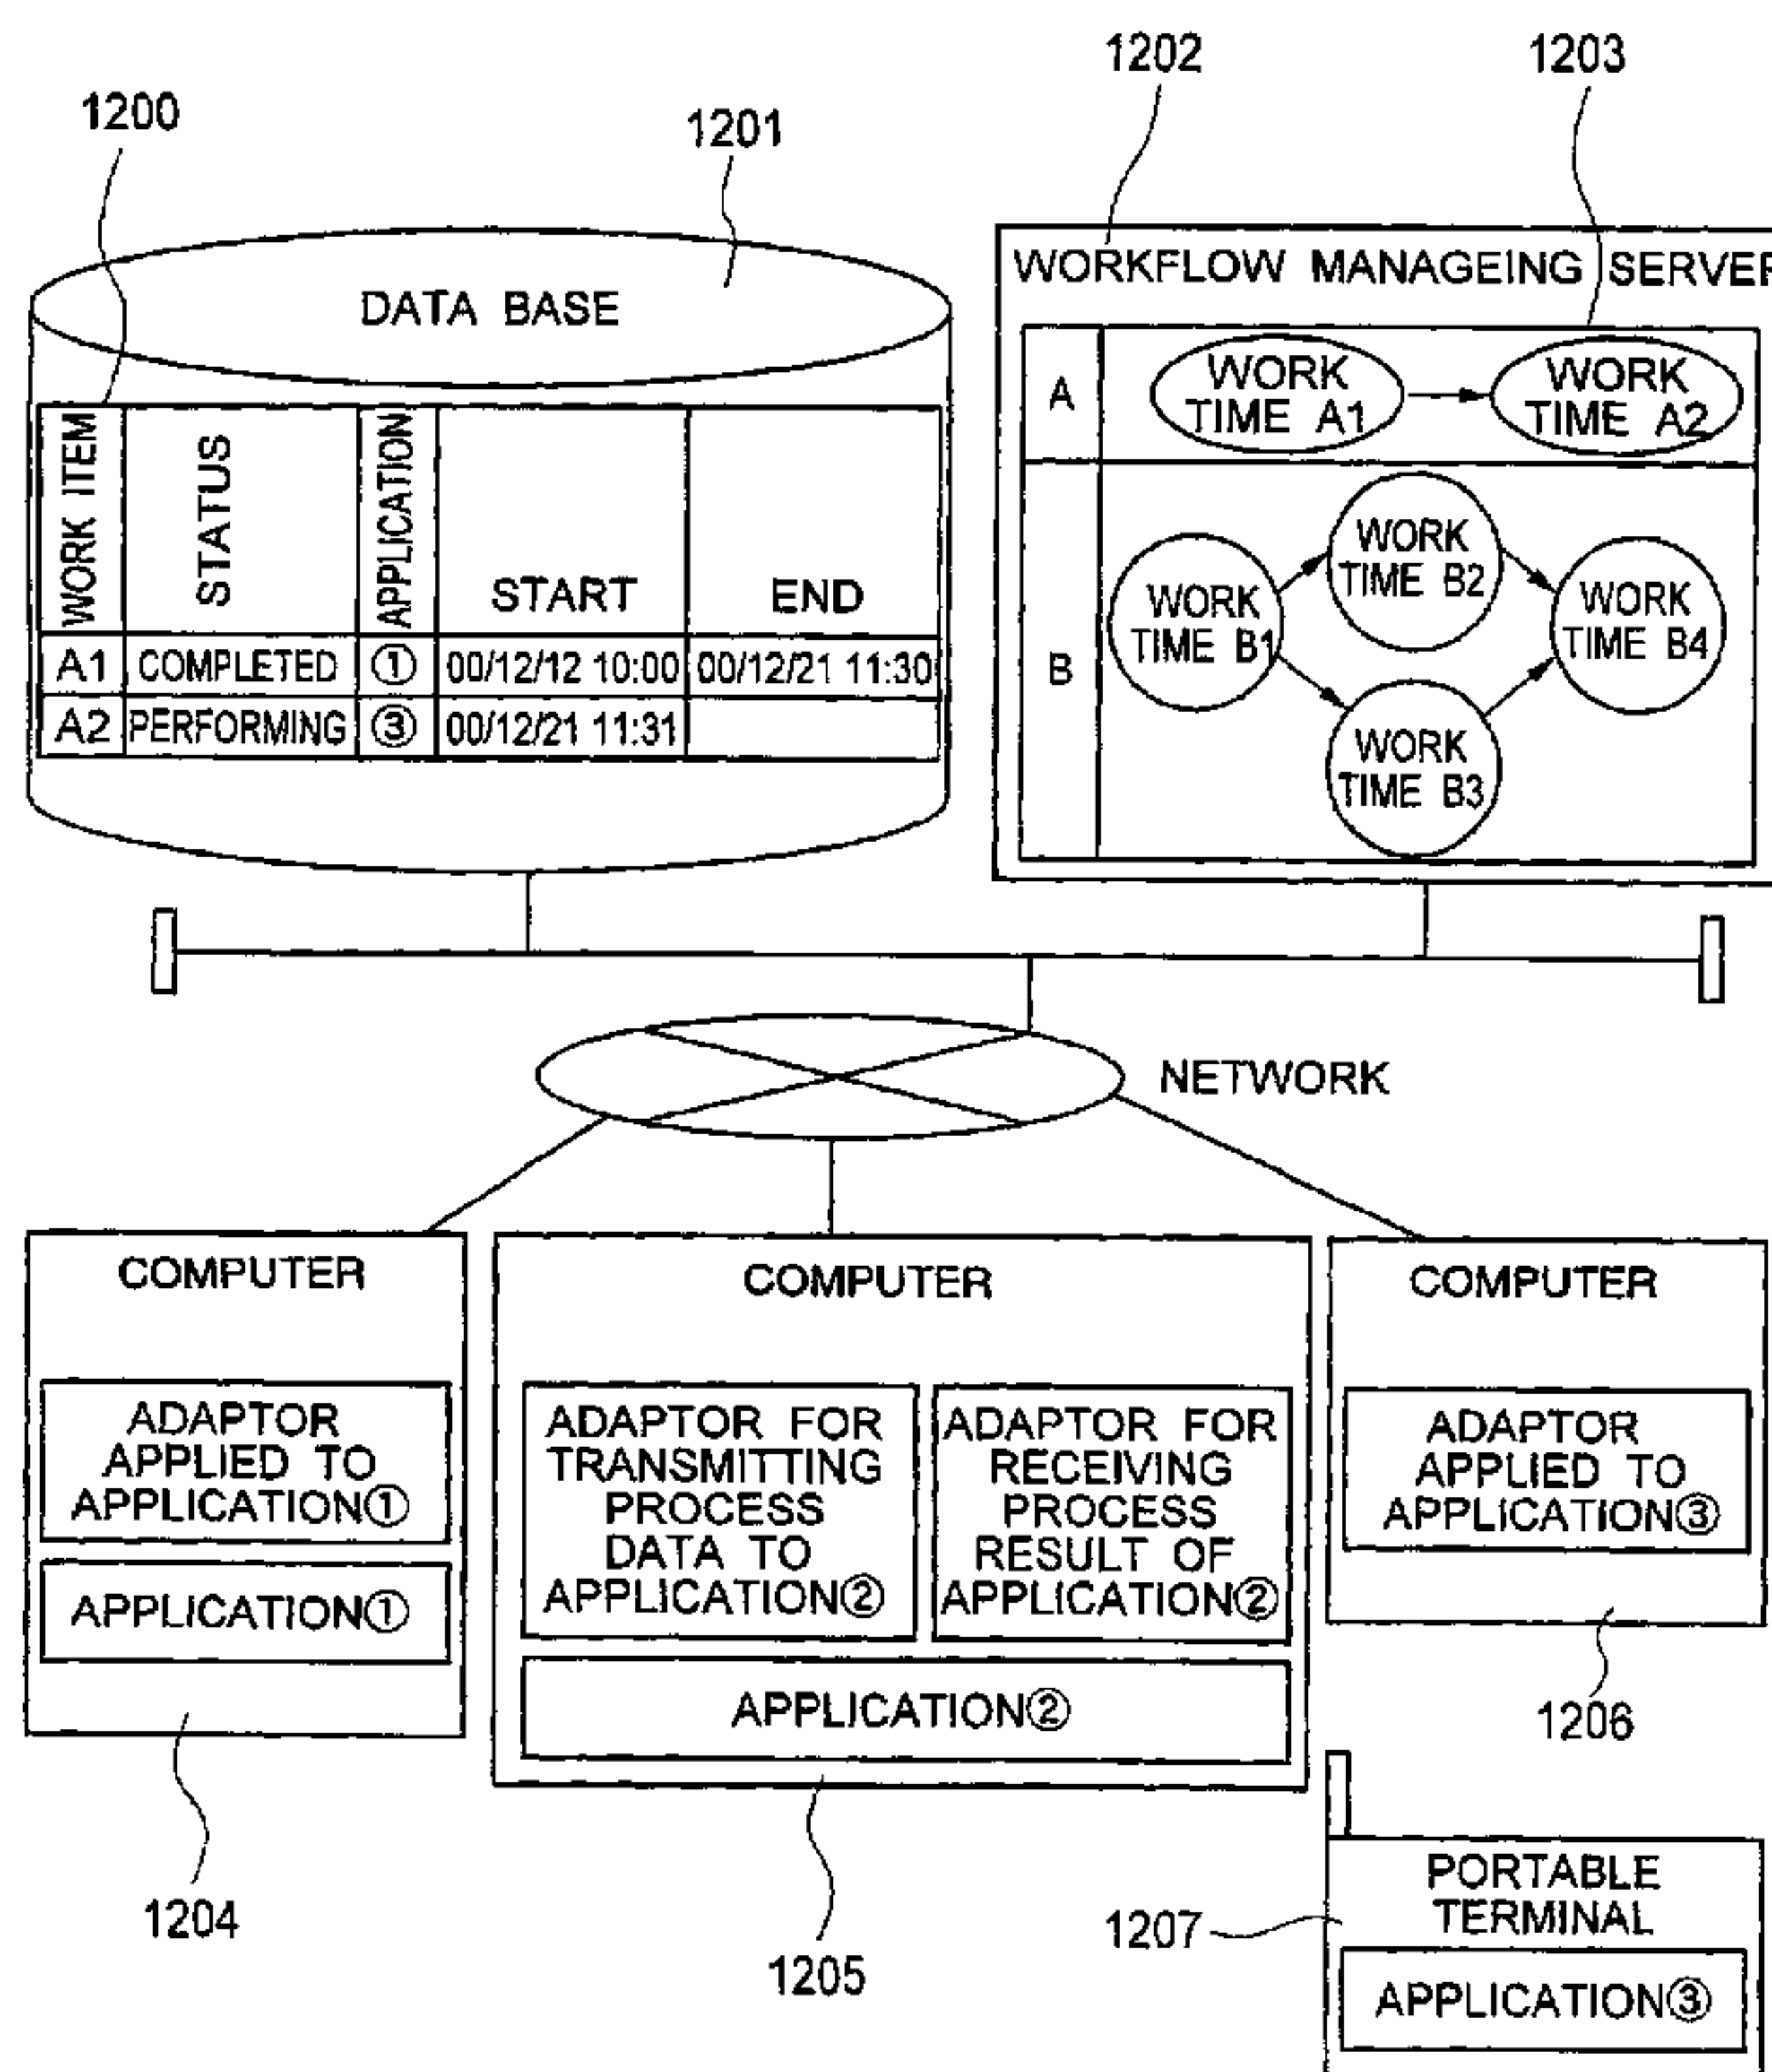 1202
1203
1200
1201
DATA BASE
WORK ITEM
STATUS
APPLICATION
START
END
A1 COMPLETED ① 00/12/12 10:00 00/12/21 11:30
A2 PERFORMING ③ 00/12/21 11:31
WORKFLOW MANAGEING SERVER
A
WORK
TIME A1
WORK
TIME A2
B
WORK
TIME B1
WORK
TIME B2
WORK
TIME B3
WORK
TIME B4
NETWORK
COMPUTER
ADAPTOR
APPLIED TO
APPLICATION①
APPLICATION①
1204
COMPUTER
ADAPTOR FOR
TRANSMITTING
PROCESS
DATA TO
APPLICATION②
ADAPTOR FOR
RECEIVING
PROCESS
RESULT OF
APPLICATION②
APPLICATION②
1205
COMPUTER
ADAPTOR
APPLIED TO
APPLICATION③
1206
1207
PORTABLE
TERMINAL
APPLICATION③